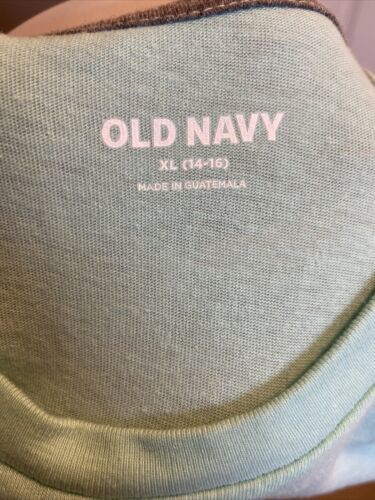 OLD NAVY
XL (14-16)
MADE IN GUATEMALA